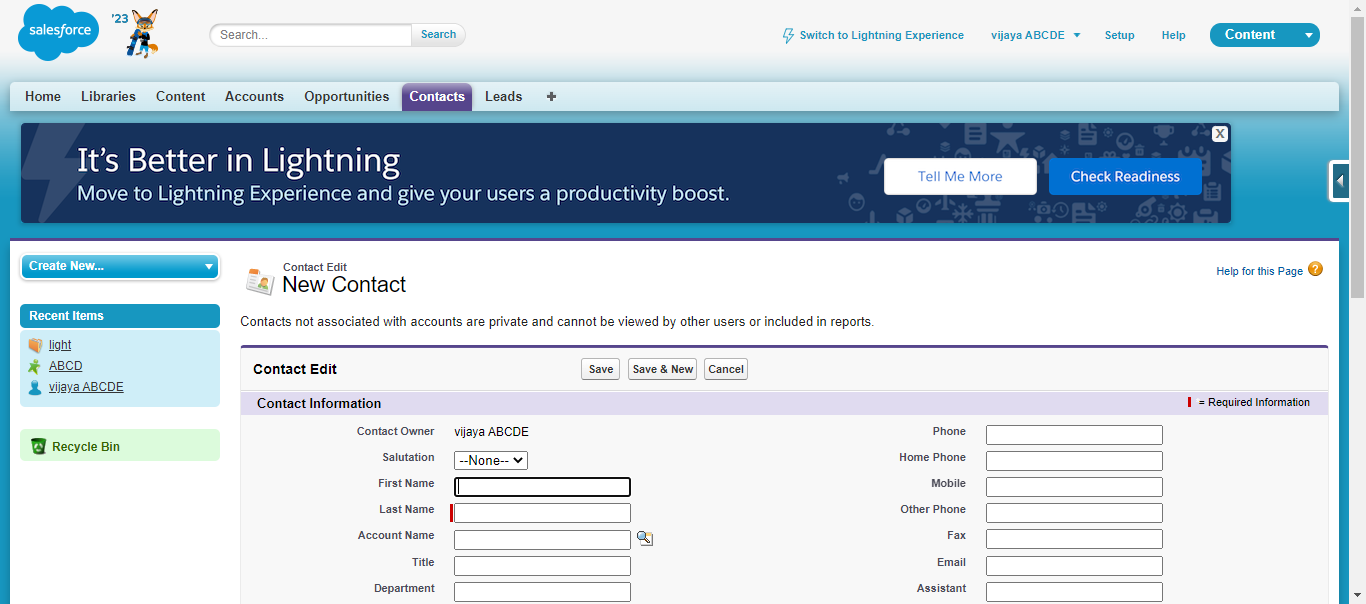 salesforce
'23
Search...
Search
Switch to Lightning Experience
vijaya ABCDE
Setup
Help
Content
Home Libraries Content Accounts Opportunities Contacts Leads +
It's Better in Lightning
Move to Lightning Experience and give your users a productivity boost.
Tell Me More
Check Readiness
X
Create New...
Recent Items
light
ABCD
vijaya ABCDE
Recycle Bin
Contact Edit
New Contact
Help for this Page ?
Contacts not associated with accounts are private and cannot be viewed by other users or included in reports.
Contact Edit
Save
Save & New
Cancel
Contact Information
= Required Information
Contact Owner vijaya ABCDE
Phone
Salutation --None--
Home Phone
First Name
Mobile
Last Name
Other Phone
Account Name
Fax
Title
Email
Department
Assistant